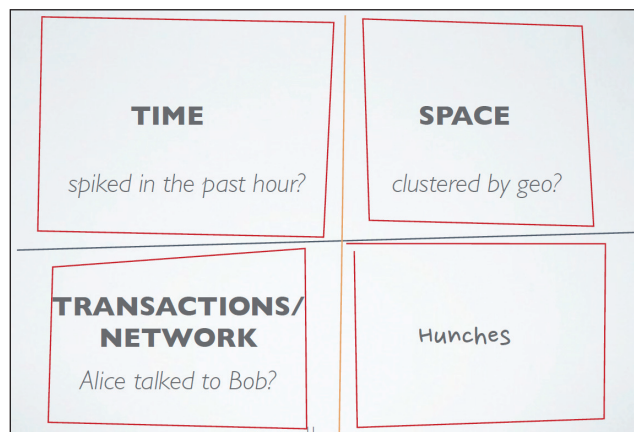 TIME
spiked in the past hour?
SPACE
clustered by geo?
TRANSACTIONS/
NETWORK
Alice talked to Bob?
Hunches